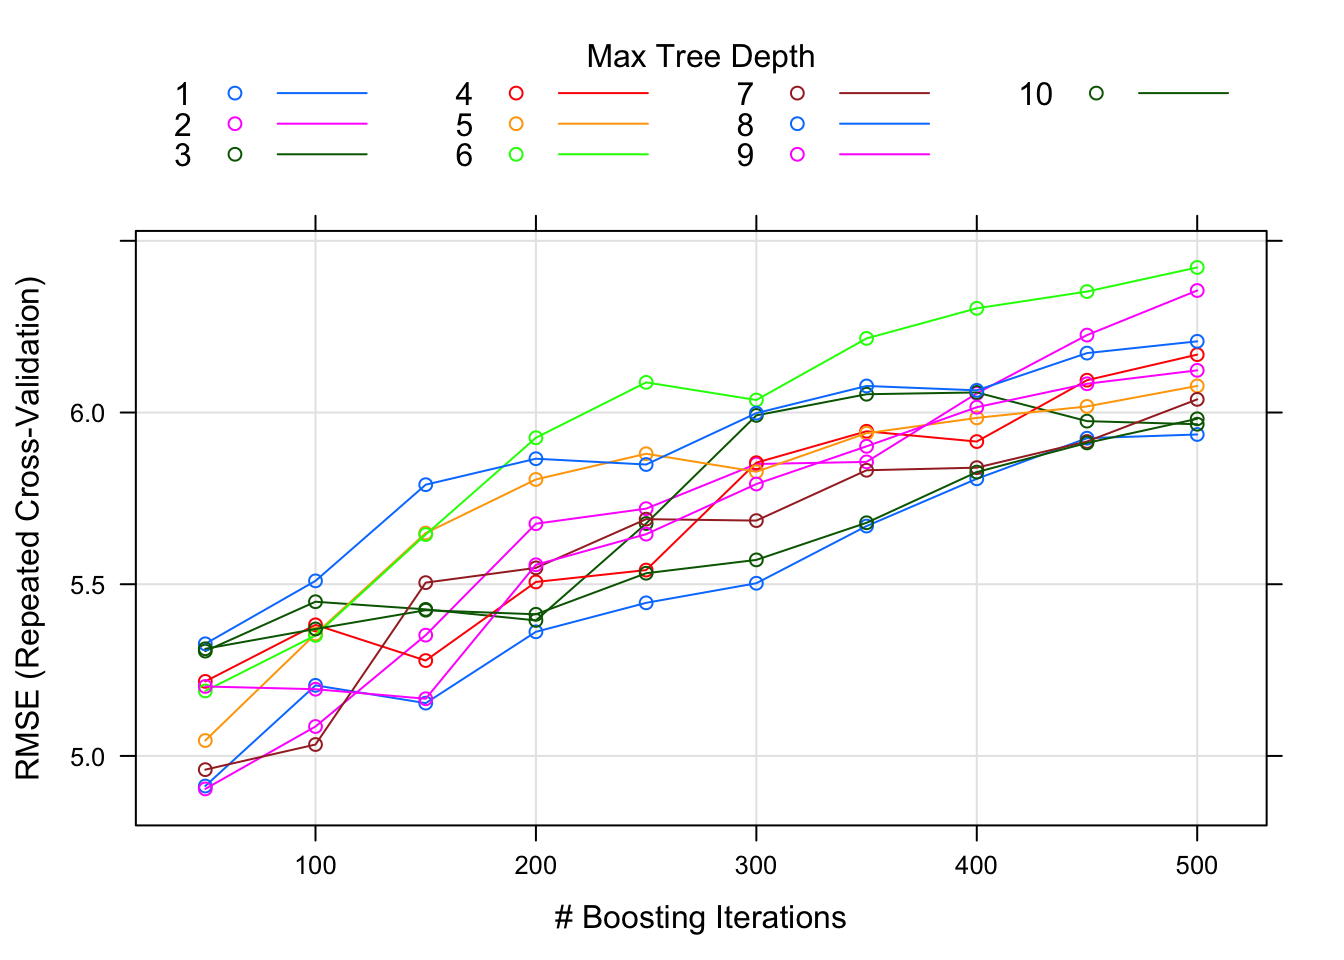 Max Tree Depth
1 4 7 10
2 5 8
3 6 9
RMSE (Repeated Cross-Validation)
6.0
5.5
5.0
100 200 300 400 500
# Boosting Iterations